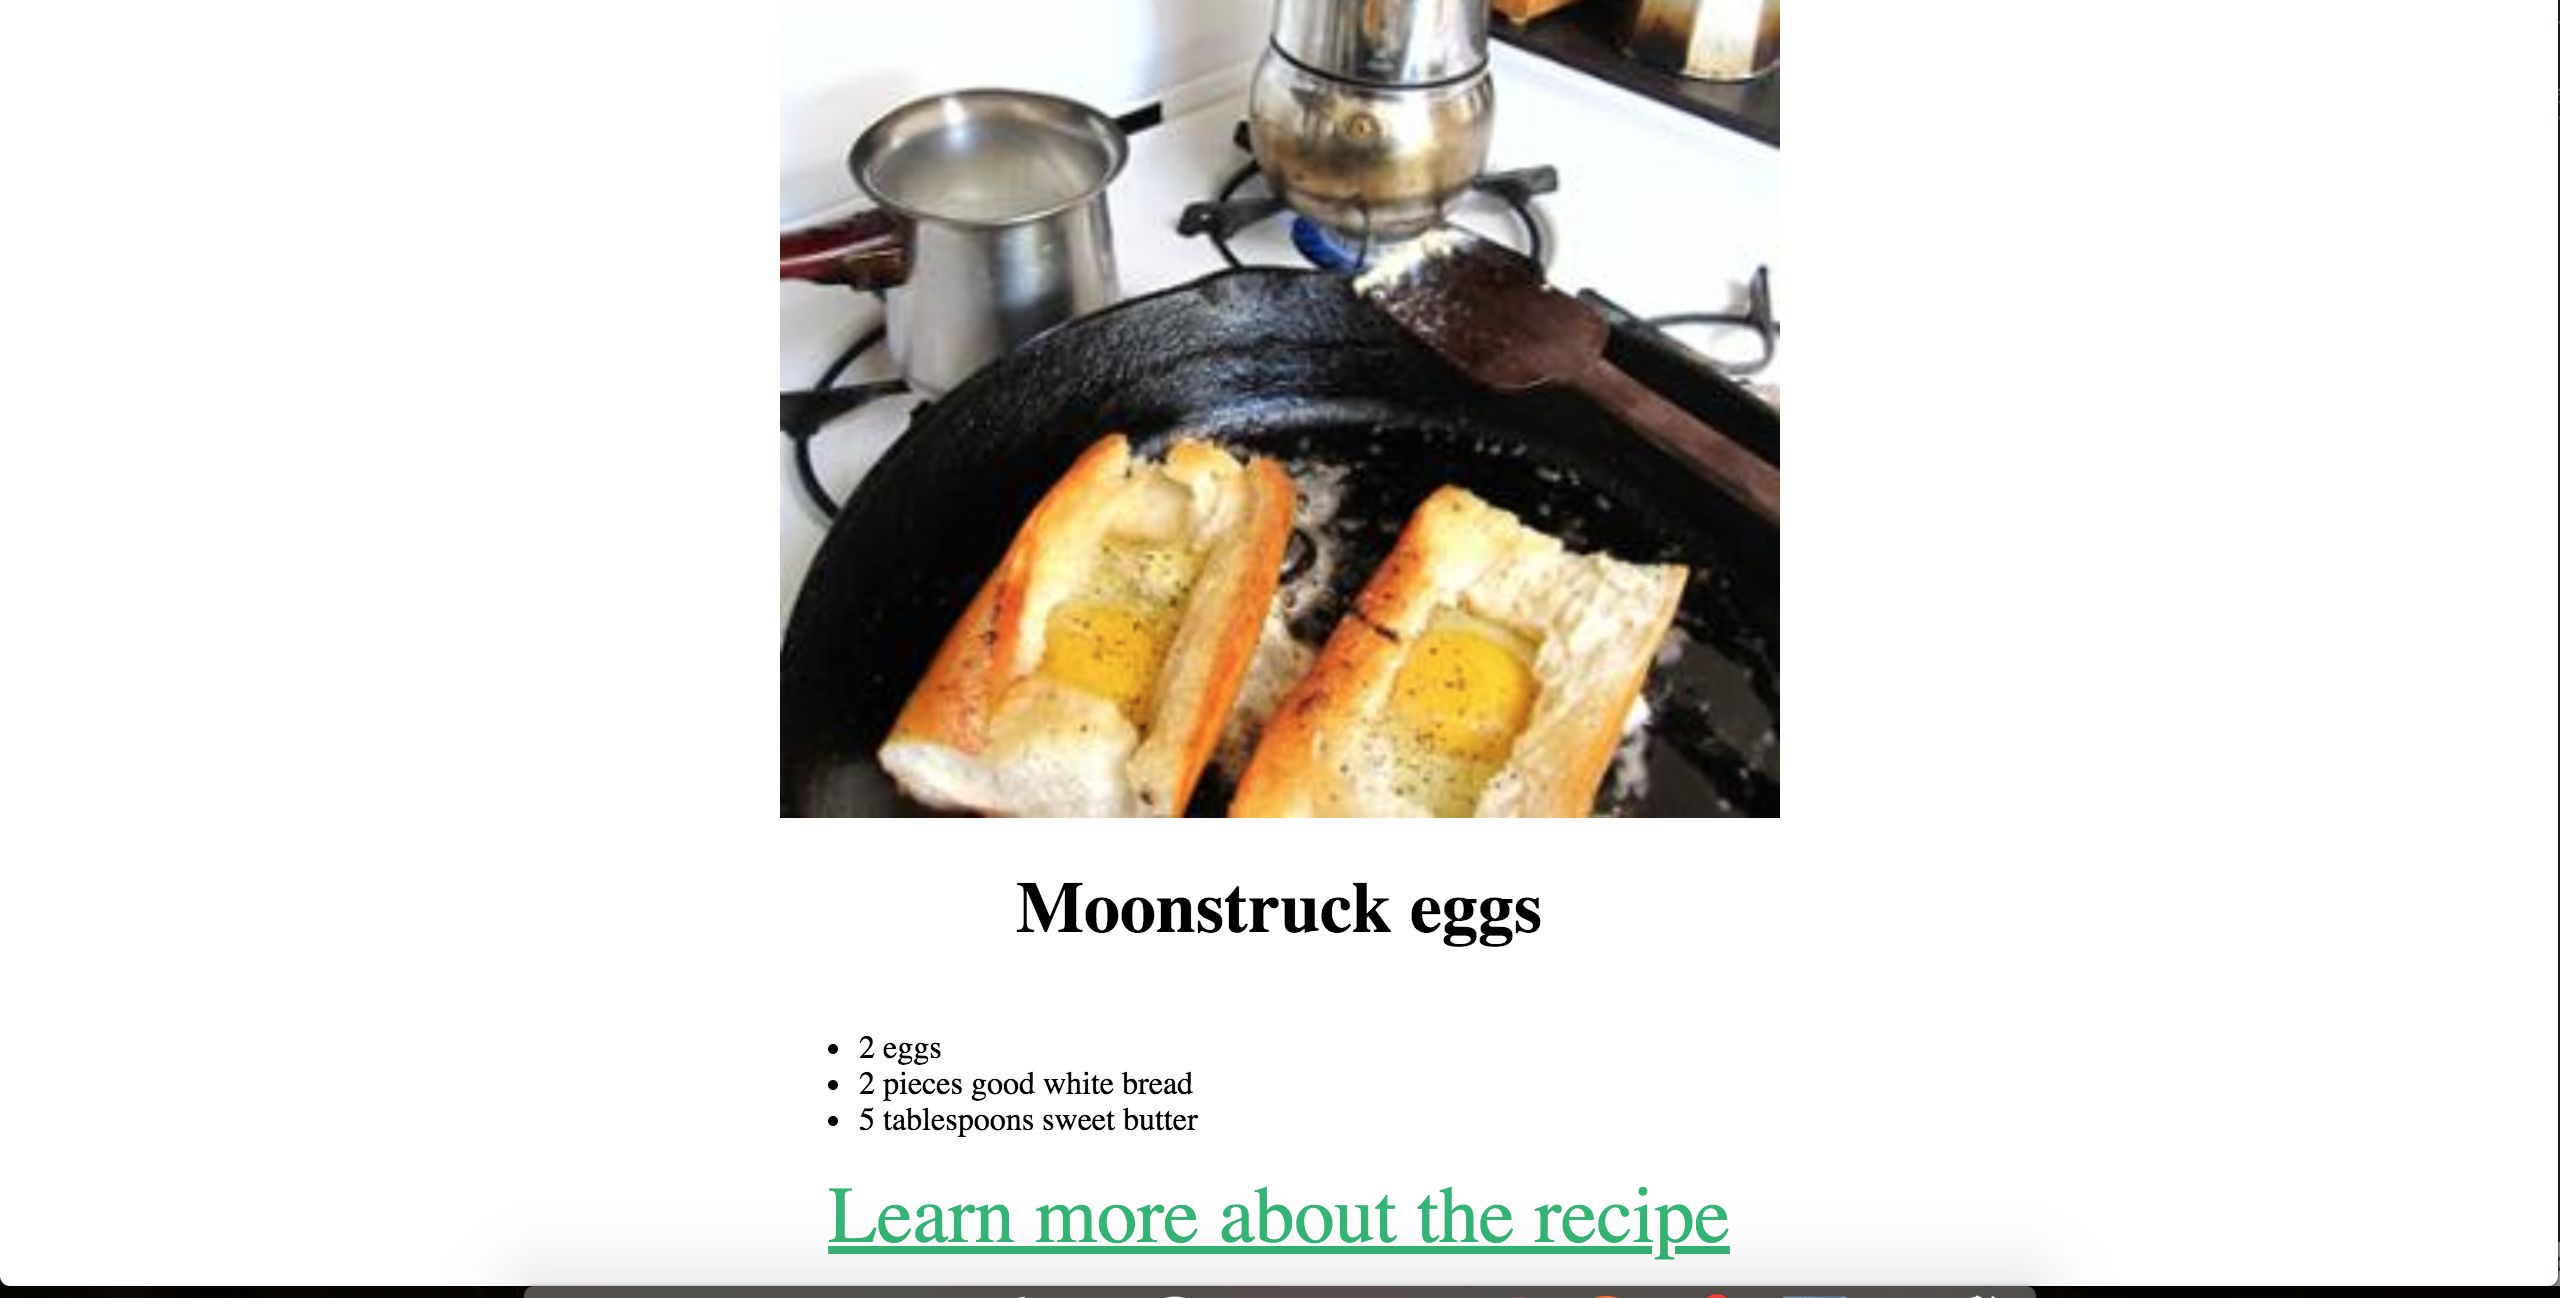 Moonstruck eggs
2 eggs
2 pieces good white bread
5 tablespoons sweet butter
Learn more about the recipe